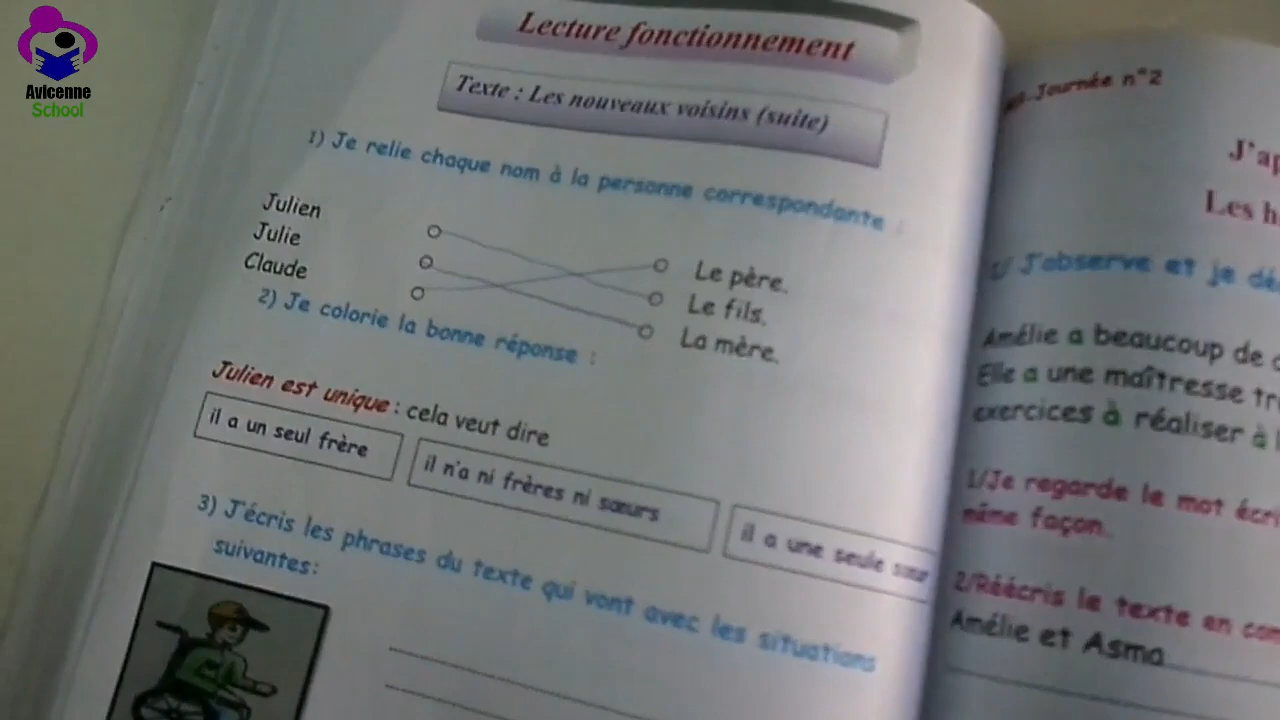 Avicenne
School
Lecture fonctionnement
Texte : Les nouveaux voisins (suite)
1) Je relie chaque nom à la personne correspondante :
Julien
Julie
Claude
Le père.
Le fils.
La mère.
2) Je colorie la bonne réponse :
Julien est unique : cela veut dire
il a un seul frère
il n'a ni frères ni sœurs
il a une seule sœur
3) J'écris les phrases du texte qui vont avec les situations
suivantes:
Journée n°2
J'ap
Les h
1/ J'observe et je dé
Amélie a beaucoup de
Elle a une maîtresse tr
exercices à réaliser à l
1/Je regarde le mot écri
même façon.
2/Réécris le texte en com
Amélie et Asma